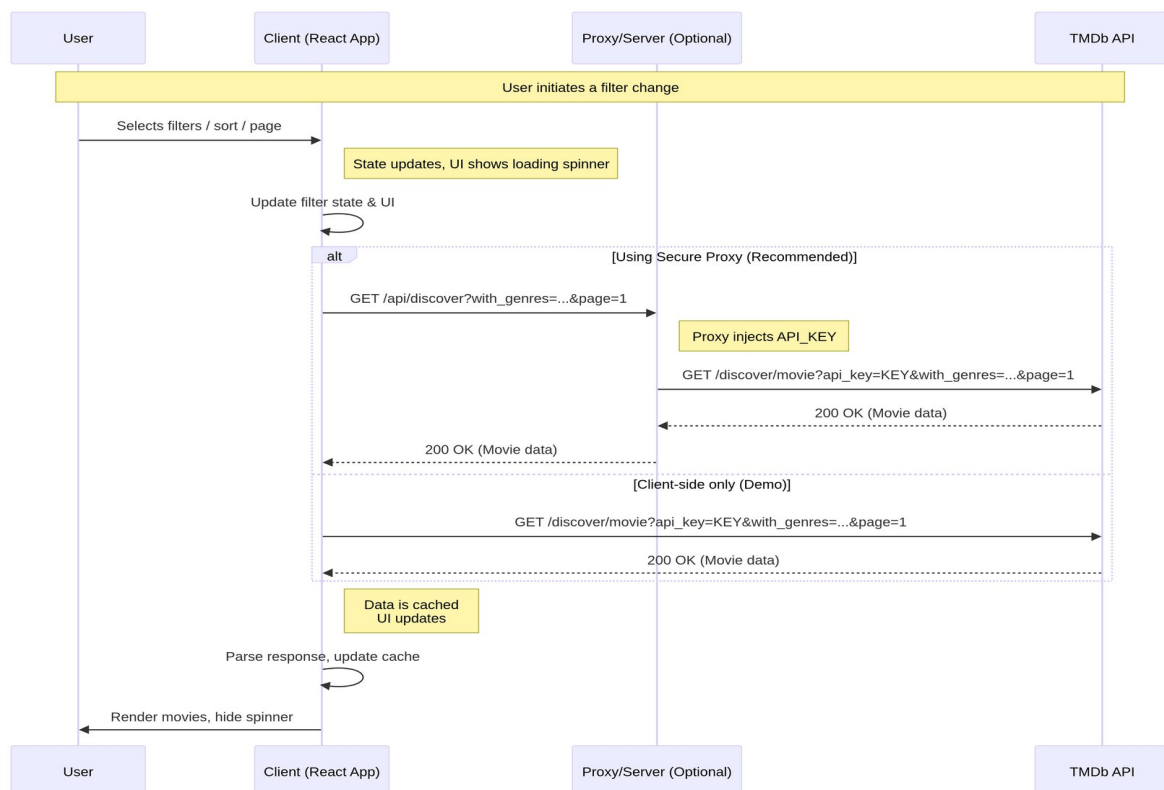 User
Client (React App)
Proxy/Server (Optional)
TMDb API
User initiates a filter change
Selects filters / sort / page
State updates, UI shows loading spinner
Update filter state & UI
alt
[Using Secure Proxy (Recommended)]
GET /api/discover?with_genres=...&page=1
Proxy injects API_KEY
GET /discover/movie?api_key=KEY&with_genres=...&page=1
200 OK (Movie data)
200 OK (Movie data)
[Client-side only (Demo)]
GET /discover/movie?api_key=KEY&with_genres=...&page=1
200 OK (Movie data)
Data is cached
UI updates
Parse response, update cache
Render movies, hide spinner
User
Client (React App)
Proxy/Server (Optional)
TMDb API